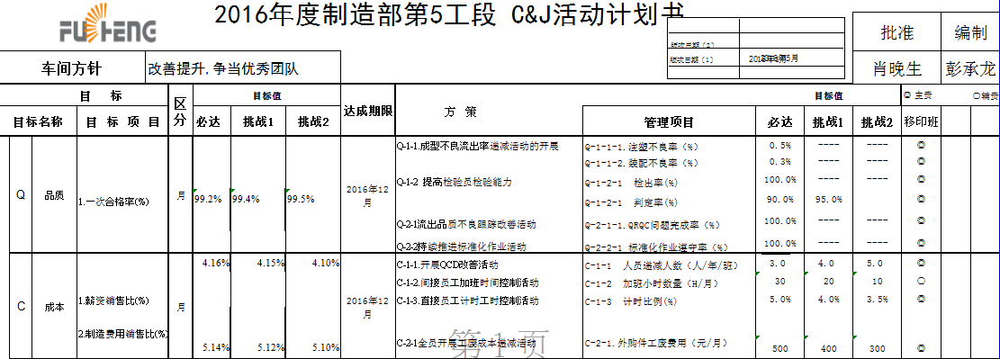 FUSHENG
2016年度制造部第5工段 C&J活动计划书
版改日期（2）
版改日期（1）
批准 编制
肖晚生 彭承龙
车间方针 改善提升,争当优秀团队
目 标 区分 目标值 达成期限 方 策 目标值 ◎ 主责 〇辅责
目标名称 目 标 项 目 必达 挑战1 挑战2 管理项目 必达 挑战1 挑战2 移印班
Q 品质 1.一次合格率(%) 月 99.2% 99.4% 99.5% 2016年12月
Q-1-1.成型不良流出率递减活动的开展 Q-1-1-1.注塑不良率（%） 0.5% ---- ---- ◎
Q-1-1-2.装配不良率（%） 0.3% ---- ---- ◎
Q-1-2 提高检验员检验能力 Q-1-2-1 检出率(%) 100.0%
Q-1-2-1 判定率(%) 90.0% 95.0% ---- ◎
Q-2-1流出品质不良跟踪改善活动 Q-2-1-1.QRQC问题完成率（%） 100.0% ---- ---- ◎
Q-2-2持续推进标准化作业活动 Q-2-2-1 标准化作业遵守率（%） 100.0% ---- ---- ◎
C 成本 1.薪资销售比(%) 月 4.16% 4.15% 4.10% 2016年12月
C-1-1.开展QCD改善活动 C-1-1 人员递减人数（人/年/班） 3.0 4.0 5.0 ◎
C-1-2.间接员工加班时间控制活动 C-1-2 加班小时数量（H/月） 30 20 10 〇
C-1-3.直接员工计时工时控制活动 C-1-3 计时比例(%) 5.0% 4.0% 3.5% ◎
2.制造费用销售比(%) 5.14% 5.12% 5.10%
C-2-1全员开展工废成本递减活动 C-2-1.外购件工废费用（元/月） 500 400 300 ◎
第 1 页